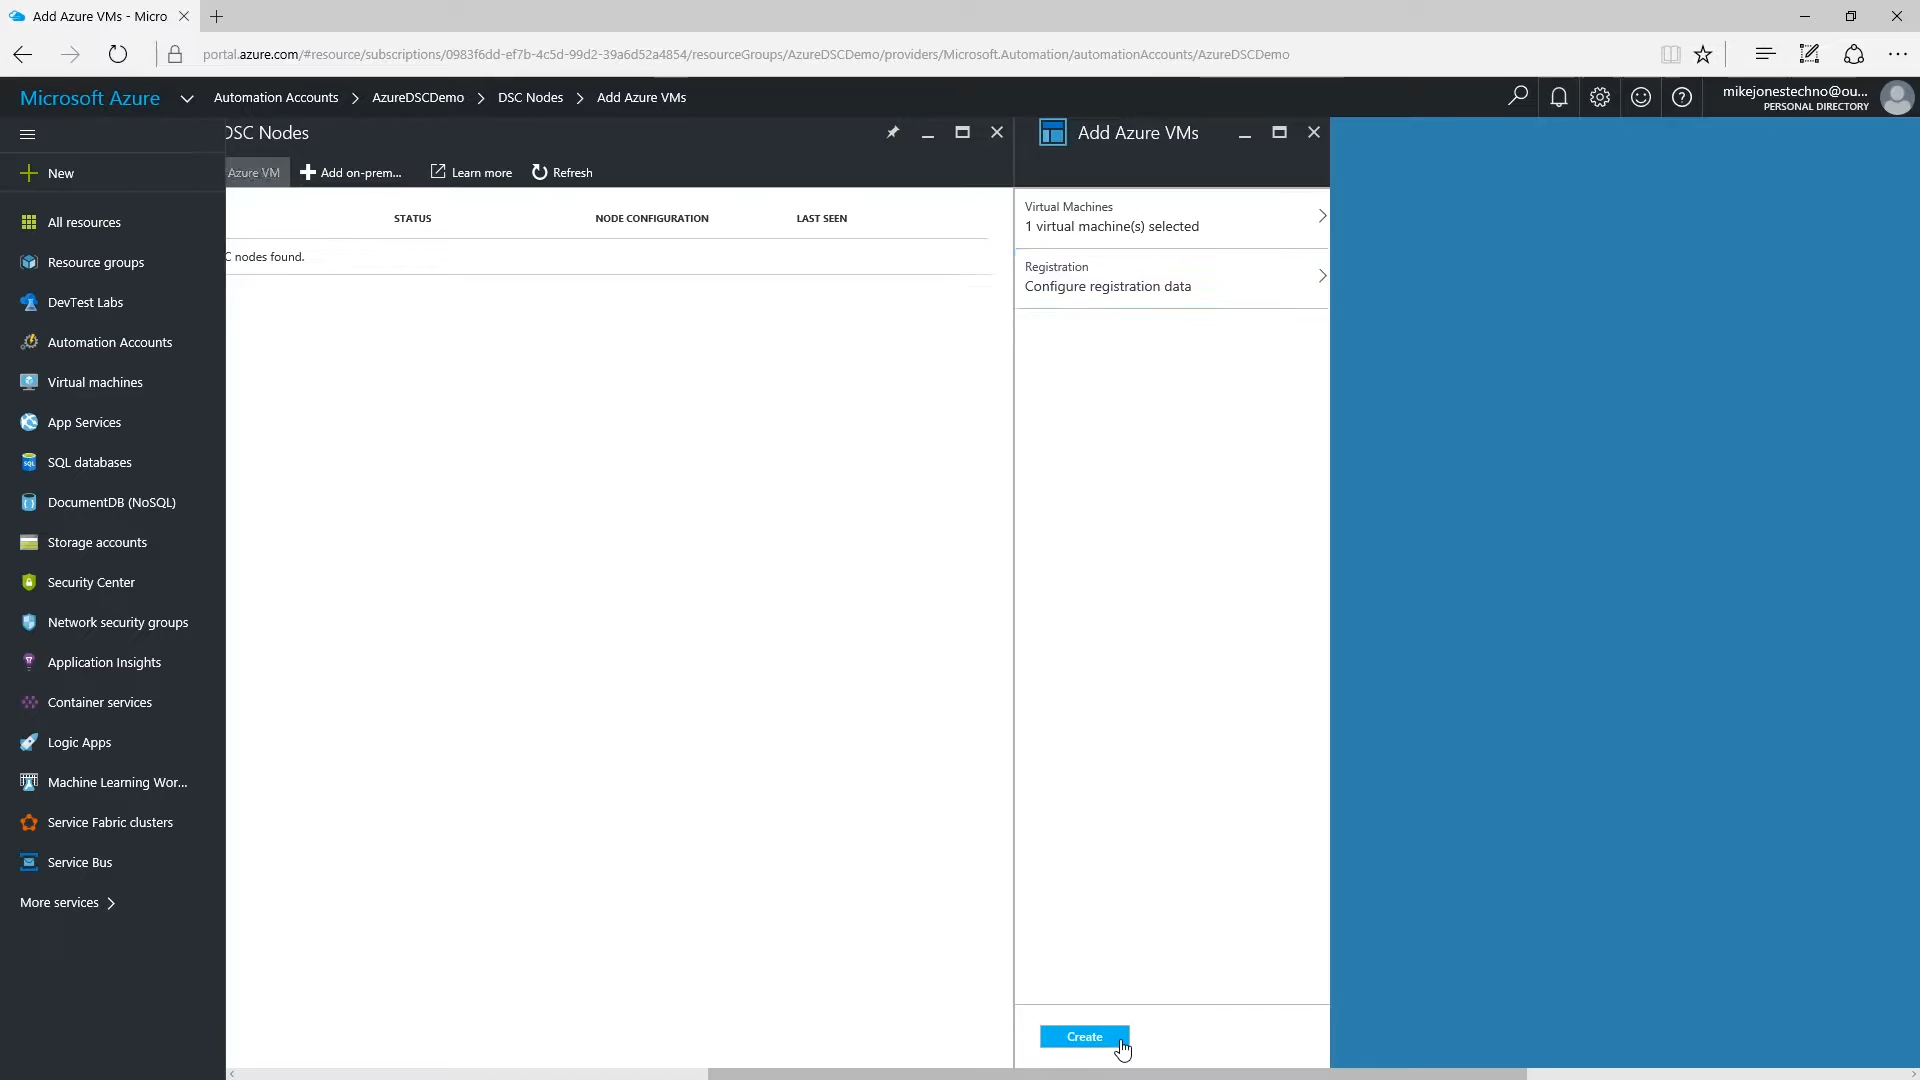 Add Azure VMs - Micro
portal.azure.com/#resource/subscriptions/0983f6dd-ef7b-4c5d-99d2-39a6d52a4854/resourceGroups/AzureDSCDemo/providers/Microsoft.Automation/automationAccounts/AzureDSCDemo
Microsoft Azure
Automation Accounts
AzureDSCDemo
DSC Nodes
Add Azure VMs
mikejonestechno@ou...
PERSONAL DIRECTORY
New
All resources
Resource groups
DevTest Labs
Automation Accounts
Virtual machines
App Services
SQL databases
DocumentDB (NoSQL)
Storage accounts
Security Center
Network security groups
Application Insights
Container services
Logic Apps
Machine Learning Wor...
Service Fabric clusters
Service Bus
More services
DSC Nodes
Azure VM
Add on-prem...
Learn more
Refresh
STATUS
NODE CONFIGURATION
LAST SEEN
C nodes found.
Add Azure VMs
Virtual Machines
1 virtual machine(s) selected
Registration
Configure registration data
Create